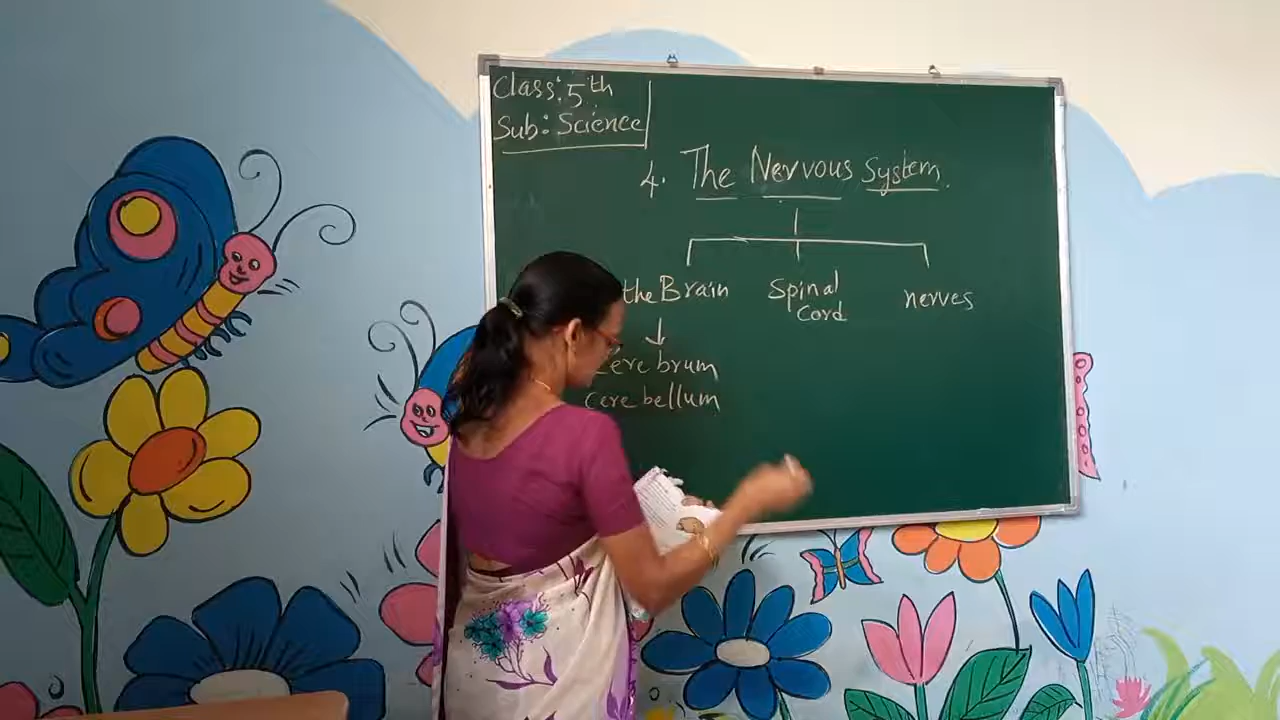 Class: 5th
Sub: Science
4. The Nervous System.
the Brain
Spinal
Cord
nerves
Cerebrum
Cerebellum